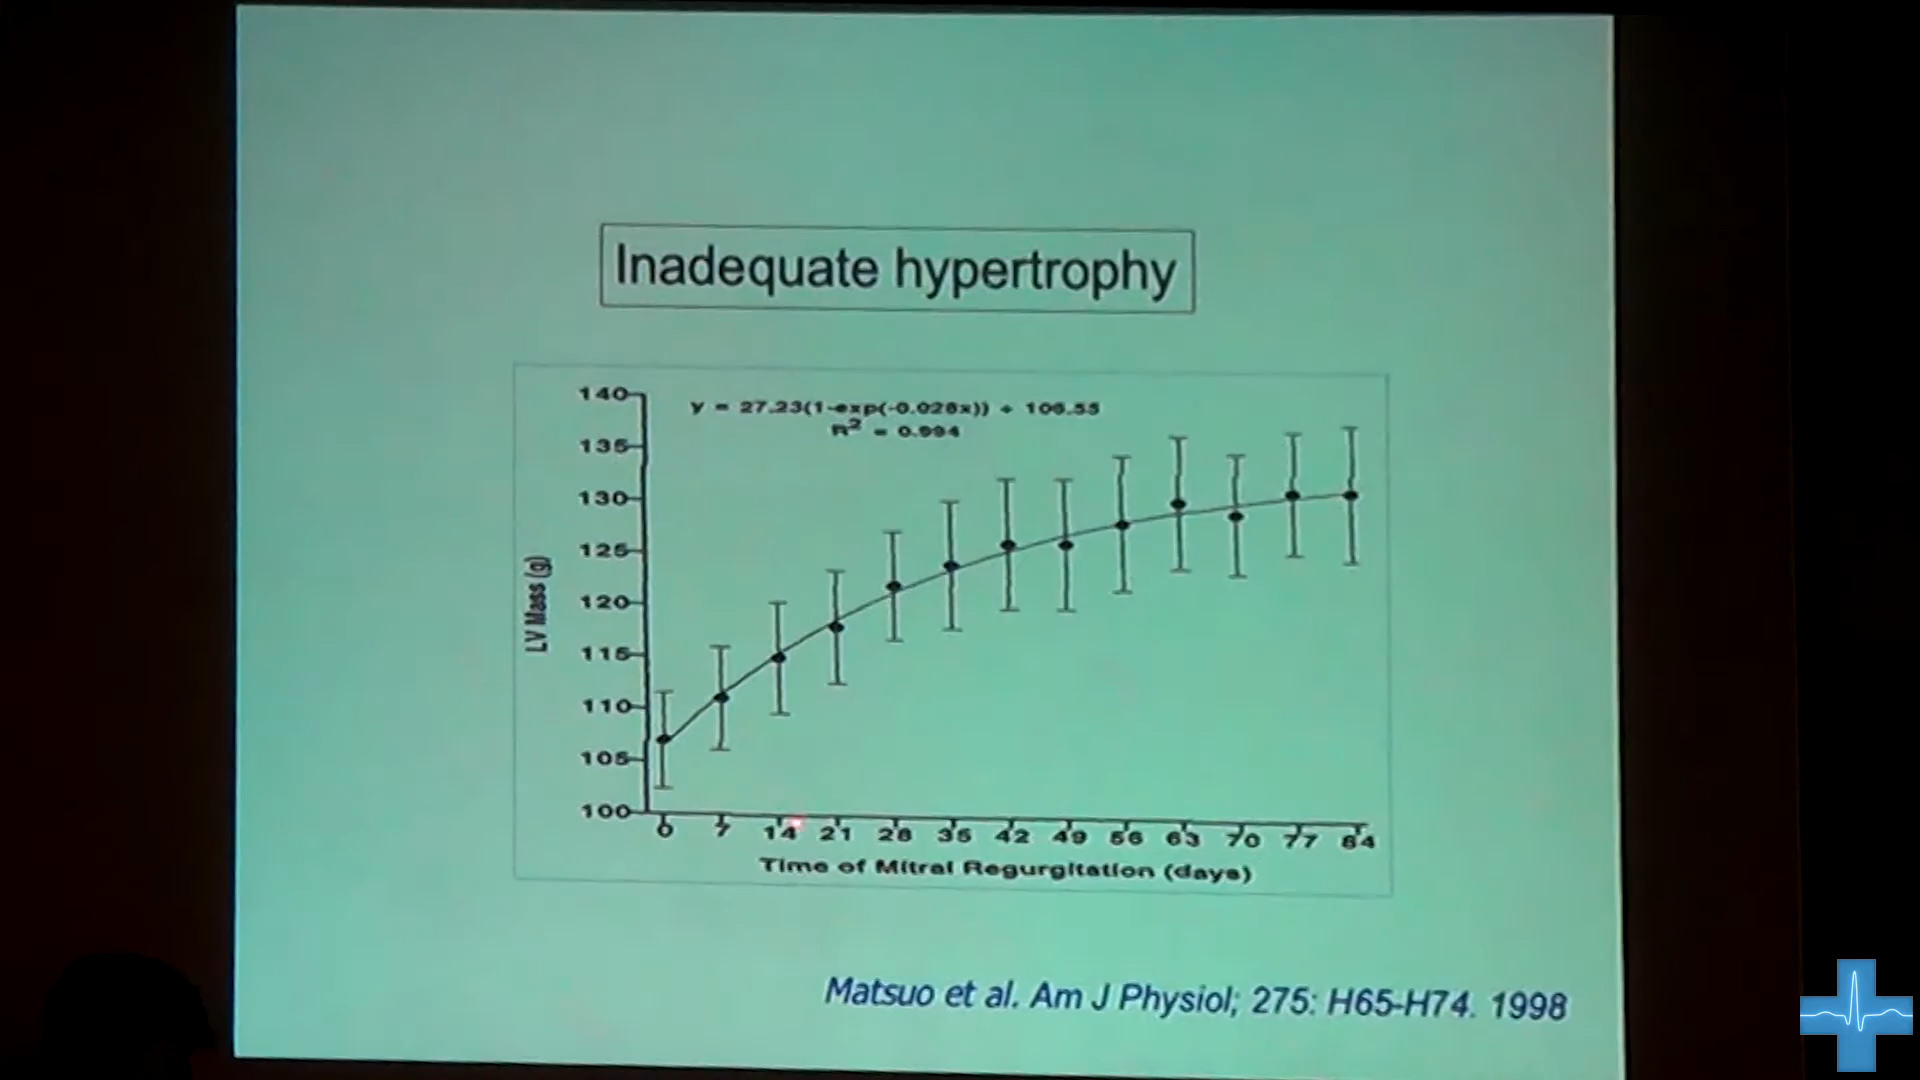 Inadequate hypertrophy
140
y = 27.23(1-exp(-0.028x)) + 106.55
R² = 0.994
135
130
125
120
115
110
105
100
LV Mass (g)
0 7 14 21 28 35 42 49 56 63 70 77 84
Time of Mitral Regurgitation (days)
Matsuo et al. Am J Physiol; 275: H65-H74. 1998